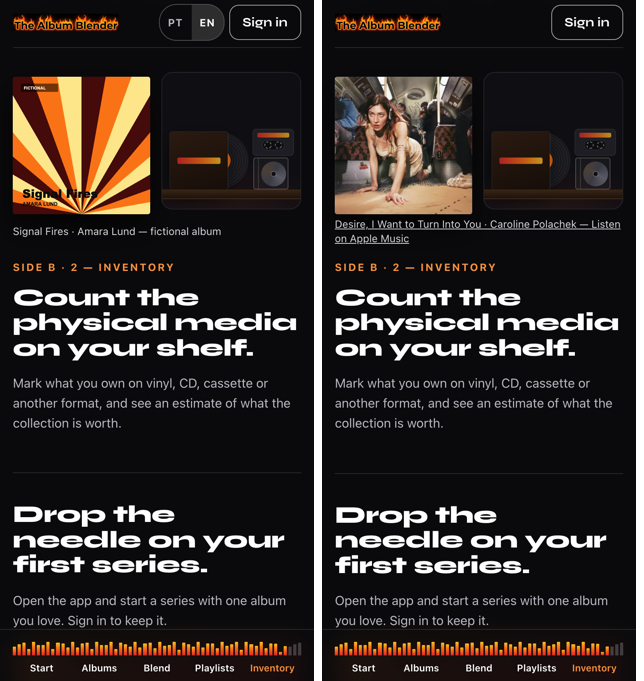 The Album Blender
PT
EN
Sign in
FICTIONAL
Signal Fires
AMARA LUND
Signal Fires · Amara Lund — fictional album
SIDE B · 2 — INVENTORY
Count the
physical media
on your shelf.
Mark what you own on vinyl, CD, cassette or
another format, and see an estimate of what the
collection is worth.
Drop the
needle on your
first series.
Open the app and start a series with one album
you love. Sign in to keep it.
Start
Albums
Blend
Playlists
Inventory
The Album Blender
Sign in
Desire, I Want to Turn Into You · Caroline Polachek — Listen
on Apple Music
SIDE B · 2 — INVENTORY
Count the
physical media
on your shelf.
Mark what you own on vinyl, CD, cassette or
another format, and see an estimate of what the
collection is worth.
Drop the
needle on your
first series.
Open the app and start a series with one album
you love. Sign in to keep it.
Start
Albums
Blend
Playlists
Inventory